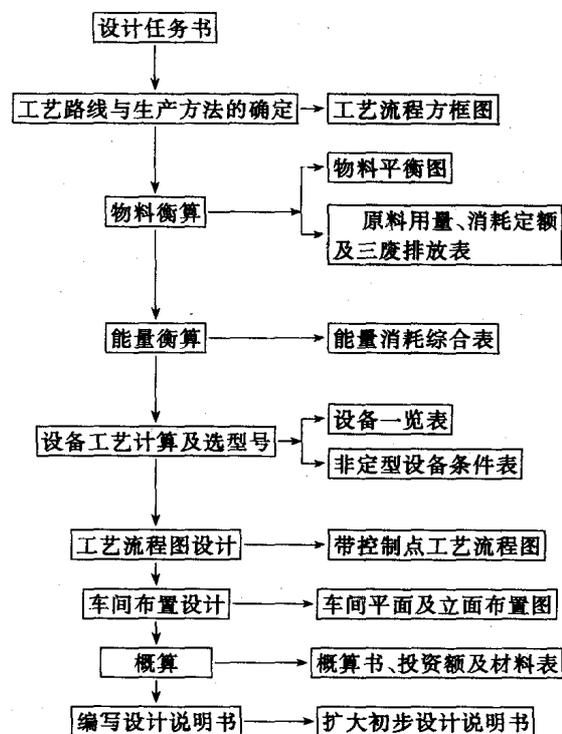 设计任务书
工艺路线与生产方法的确定
工艺流程方框图
物料衡算
物料平衡图
原料用量、消耗定额
及三废排放表
能量衡算
能量消耗综合表
设备工艺计算及选型号
设备一览表
非定型设备条件表
工艺流程图设计
带控制点工艺流程图
车间布置设计
车间平面及立面布置图
概算
概算书、投资额及材料表
编写设计说明书
扩大初步设计说明书